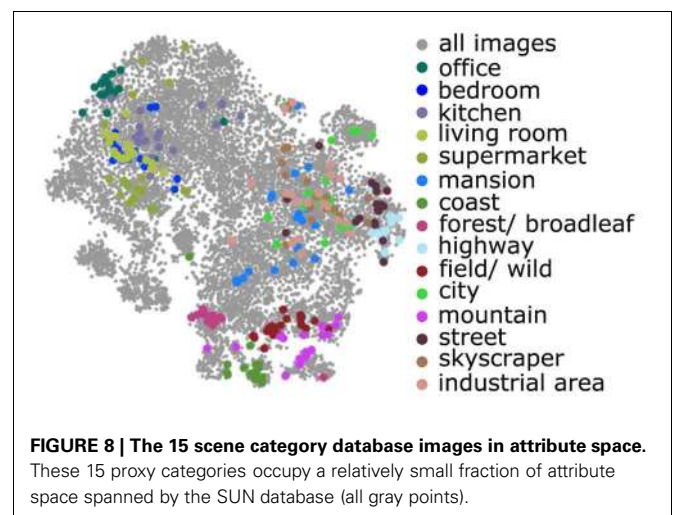 all images
office
bedroom
kitchen
living room
supermarket
mansion
coast
forest/ broadleaf
highway
field/ wild
city
mountain
street
skyscraper
industrial area
FIGURE 8 | The 15 scene category database images in attribute space.
These 15 proxy categories occupy a relatively small fraction of attribute
space spanned by the SUN database (all gray points).